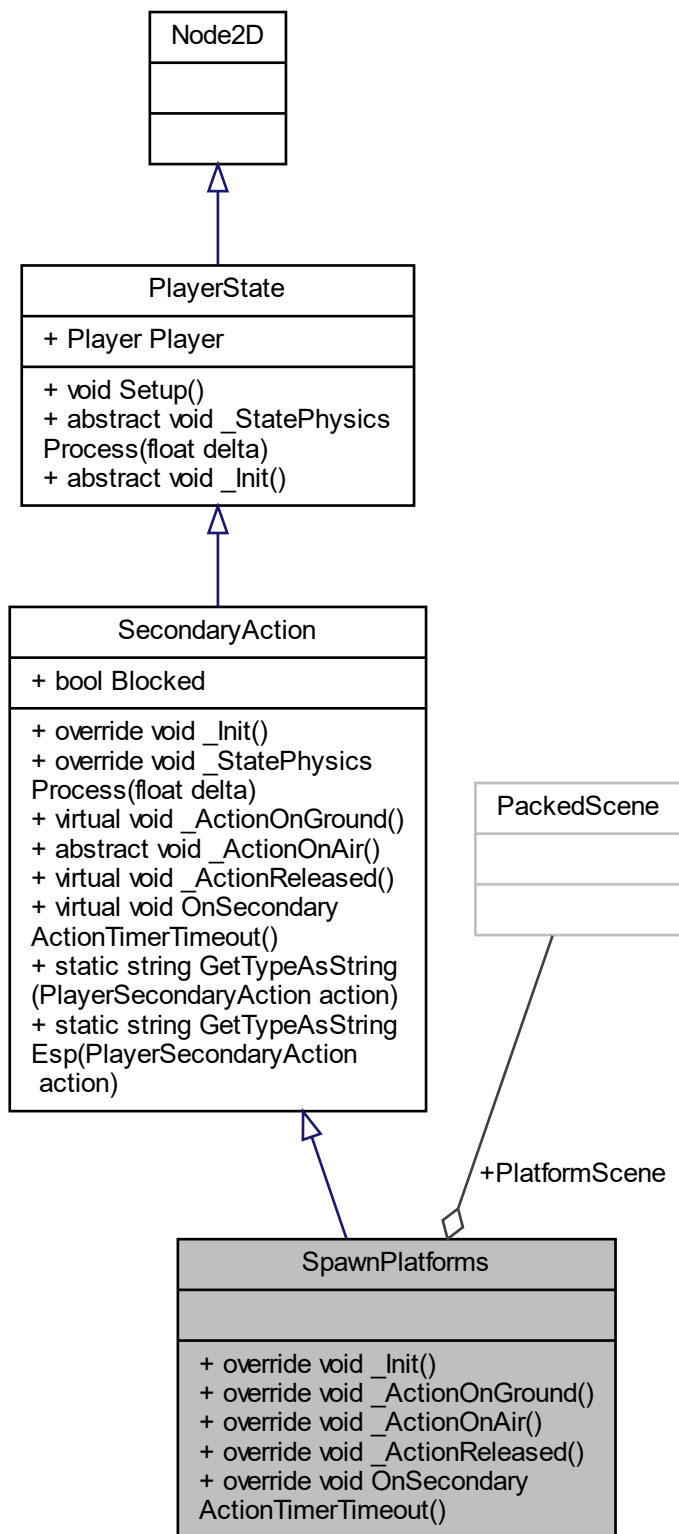 Node2D
PlayerState
+ Player Player
+ void Setup()
+ abstract void _StatePhysics
Process(float delta)
+ abstract void _Init()
SecondaryAction
+ bool Blocked
+ override void _Init()
+ override void _StatePhysics
Process(float delta)
+ virtual void _ActionOnGround()
+ abstract void _ActionOnAir()
+ virtual void _ActionReleased()
+ virtual void OnSecondary
ActionTimerTimeout()
+ static string GetTypeAsString
(PlayerSecondaryAction action)
+ static string GetTypeAsString
Esp(PlayerSecondaryAction
action)
PackedScene
+PlatformScene
SpawnPlatforms
+ override void _Init()
+ override void _ActionOnGround()
+ override void _ActionOnAir()
+ override void _ActionReleased()
+ override void OnSecondary
ActionTimerTimeout()